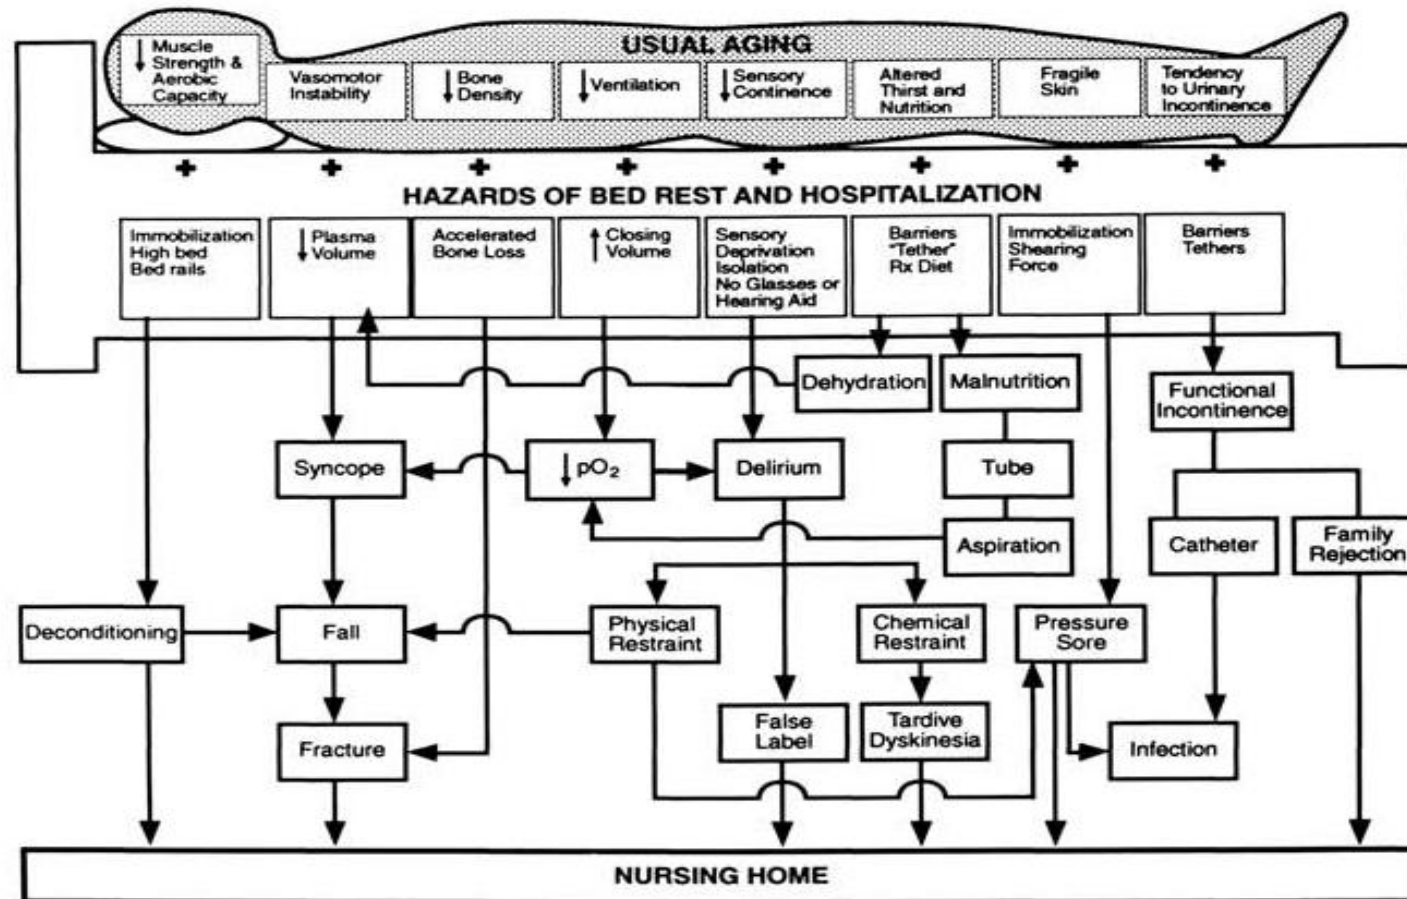 USUAL AGING
↓ Muscle
Strength &
Aerobic
Capacity
Vasomotor
Instability
↓ Bone
Density
↓ Ventilation
↓ Sensory
Continence
Altered
Thirst and
Nutrition
Fragile
Skin
Tendency
to Urinary
Incontinence
+ + + + + + + +
HAZARDS OF BED REST AND HOSPITALIZATION
Immobilization
High bed
Bed rails
↓ Plasma
Volume
Accelerated
Bone Loss
↑ Closing
Volume
Sensory
Deprivation
Isolation
No Glasses or
Hearing Aid
Barriers
"Tether"
Rx Diet
Immobilization
Shearing
Force
Barriers
Tethers
Dehydration
Malnutrition
Functional
Incontinence
Syncope
↓ pO₂
Delirium
Tube
Aspiration
Catheter
Family
Rejection
Deconditioning
Fall
Physical
Restraint
Chemical
Restraint
Pressure
Sore
Fracture
False
Label
Tardive
Dyskinesia
Infection
NURSING HOME